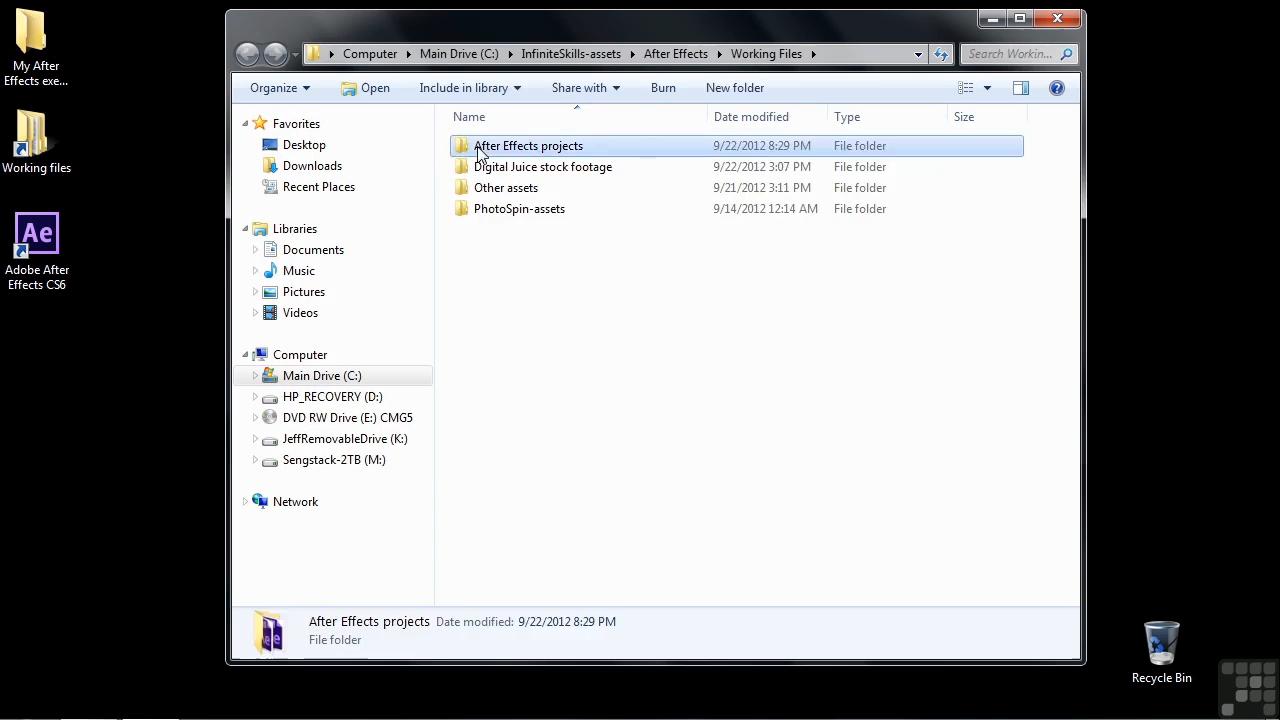 My After
Effects exe...
Working files
Adobe After
Effects CS6
Ae
Computer Main Drive (C:) InfiniteSkills-assets After Effects Working Files
Search Workin...
Organize Open Include in library Share with Burn New folder
Name Date modified Type Size
Favorites
Desktop
Downloads
Recent Places
Libraries
Documents
Music
Pictures
Videos
Computer
Main Drive (C:)
HP_RECOVERY (D:)
DVD RW Drive (E:) CMG5
JeffRemovableDrive (K:)
Sengstack-2TB (M:)
Network
After Effects projects 9/22/2012 8:29 PM File folder
Digital Juice stock footage 9/22/2012 3:07 PM File folder
Other assets 9/21/2012 3:11 PM File folder
PhotoSpin-assets 9/14/2012 12:14 AM File folder
After Effects projects Date modified: 9/22/2012 8:29 PM
File folder
Recycle Bin